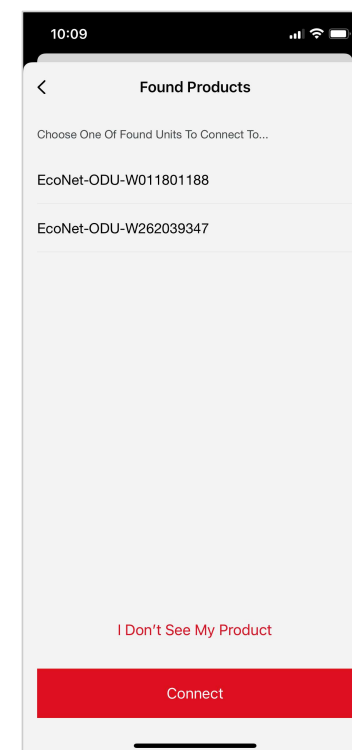 10:09
Found Products
Choose One Of Found Units To Connect To...
EcoNet-ODU-W011801188
EcoNet-ODU-W262039347
I Don't See My Product
Connect